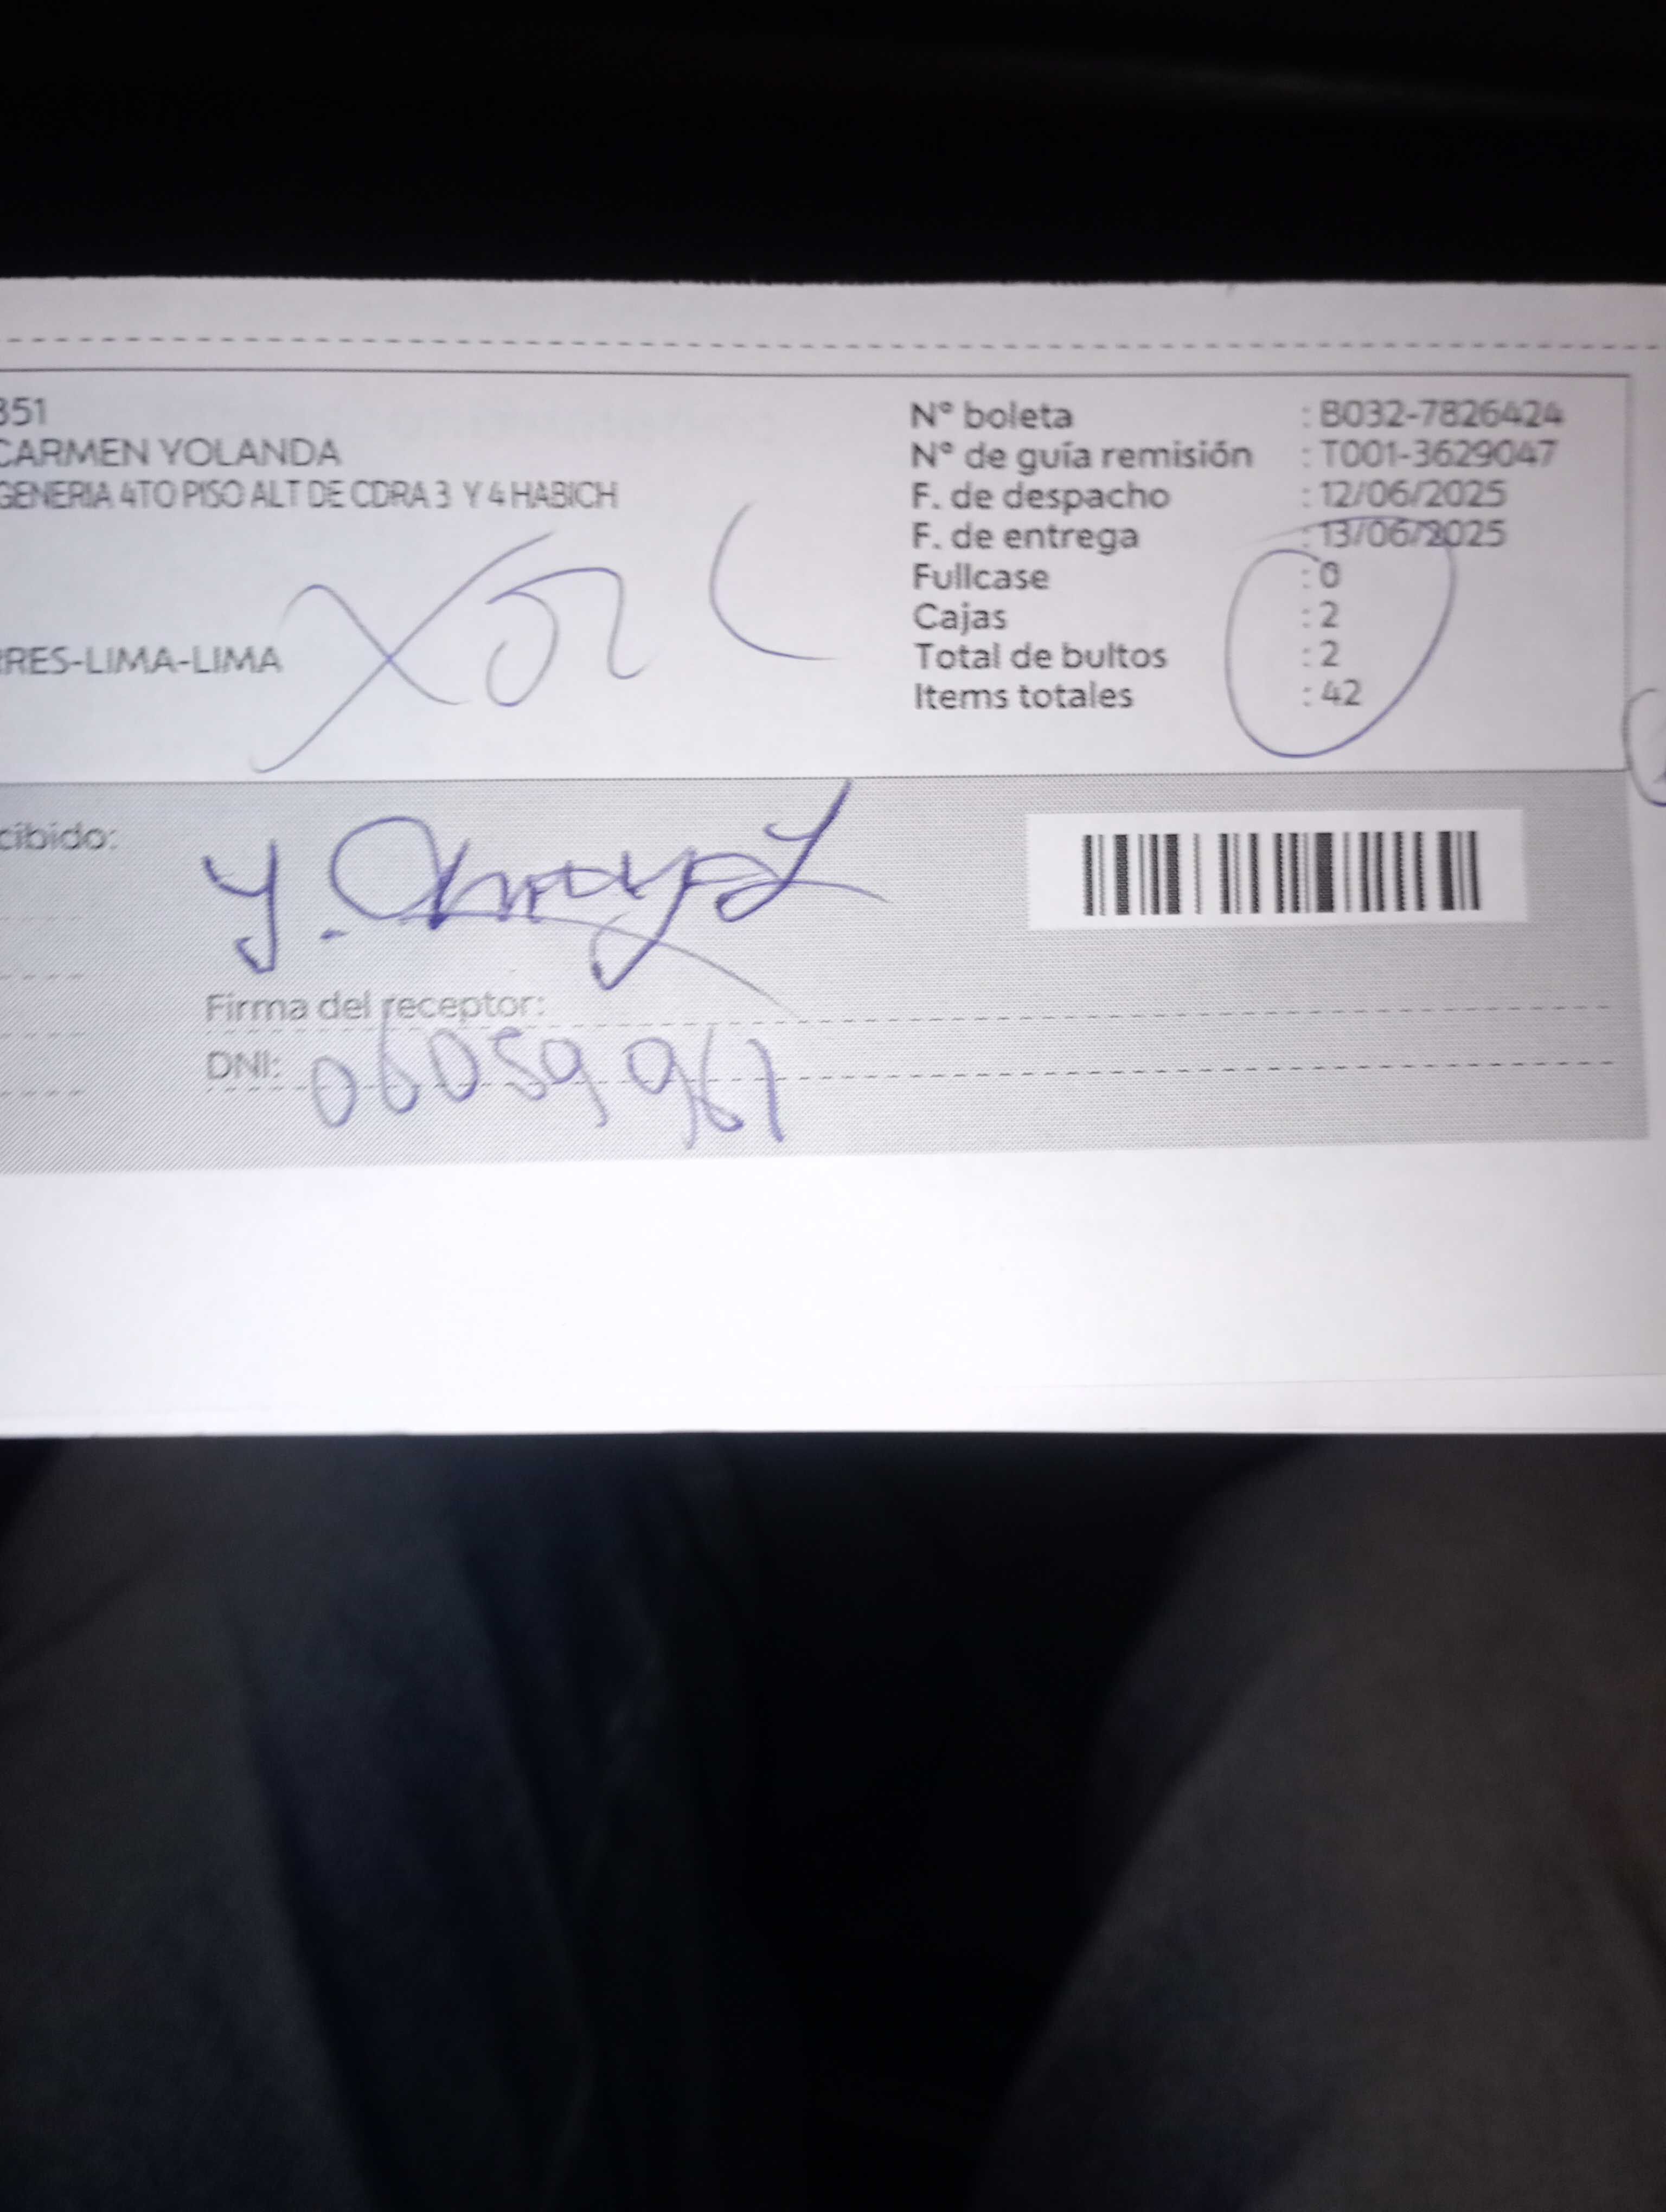 851
CARMEN YOLANDA
GENERIA 4TO PISO ALT DE CDRA 3 Y 4 HABICH
RRES-LIMA-LIMA
N° boleta : B032-7826424
N° de guía remisión : T001-3629047
F. de despacho : 12/06/2025
F. de entrega : 13/06/2025
Fullcase : 0
Cajas : 2
Total de bultos : 2
Items totales : 42
cibido:
Y.
Firma del receptor:
DNI: 06059961